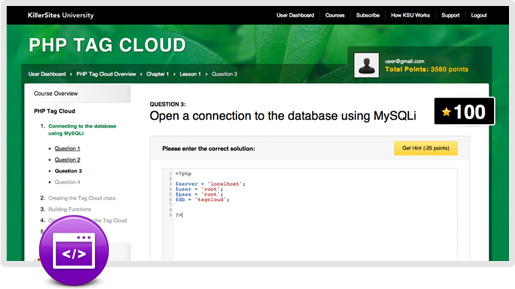 KillerSites University
User Dashboard Courses Subscribe How KSU Works Support Logout
PHP TAG CLOUD
user@gmail.com
Total Points: 3580 points
User Dashboard > PHP Tag Cloud Overview > Chapter 1 > Lesson 1 > Question 3
Course Overview
PHP Tag Cloud
1. Connecting to the database
using MySQLi
Question 1
Question 2
Question 3
Question 4
2. Creating the Tag Cloud class
3. Building Functions
4. the Tag Cloud
QUESTION 3:
Open a connection to the database using MySQLi
100
Please enter the correct solution:
Get Hint (-25 points)
1 <?php
2
3 $server = 'localhost';
4 $user = 'root';
5 $pass = 'root';
6 $db = 'tagcloud';
7
8
9 ?>
</>